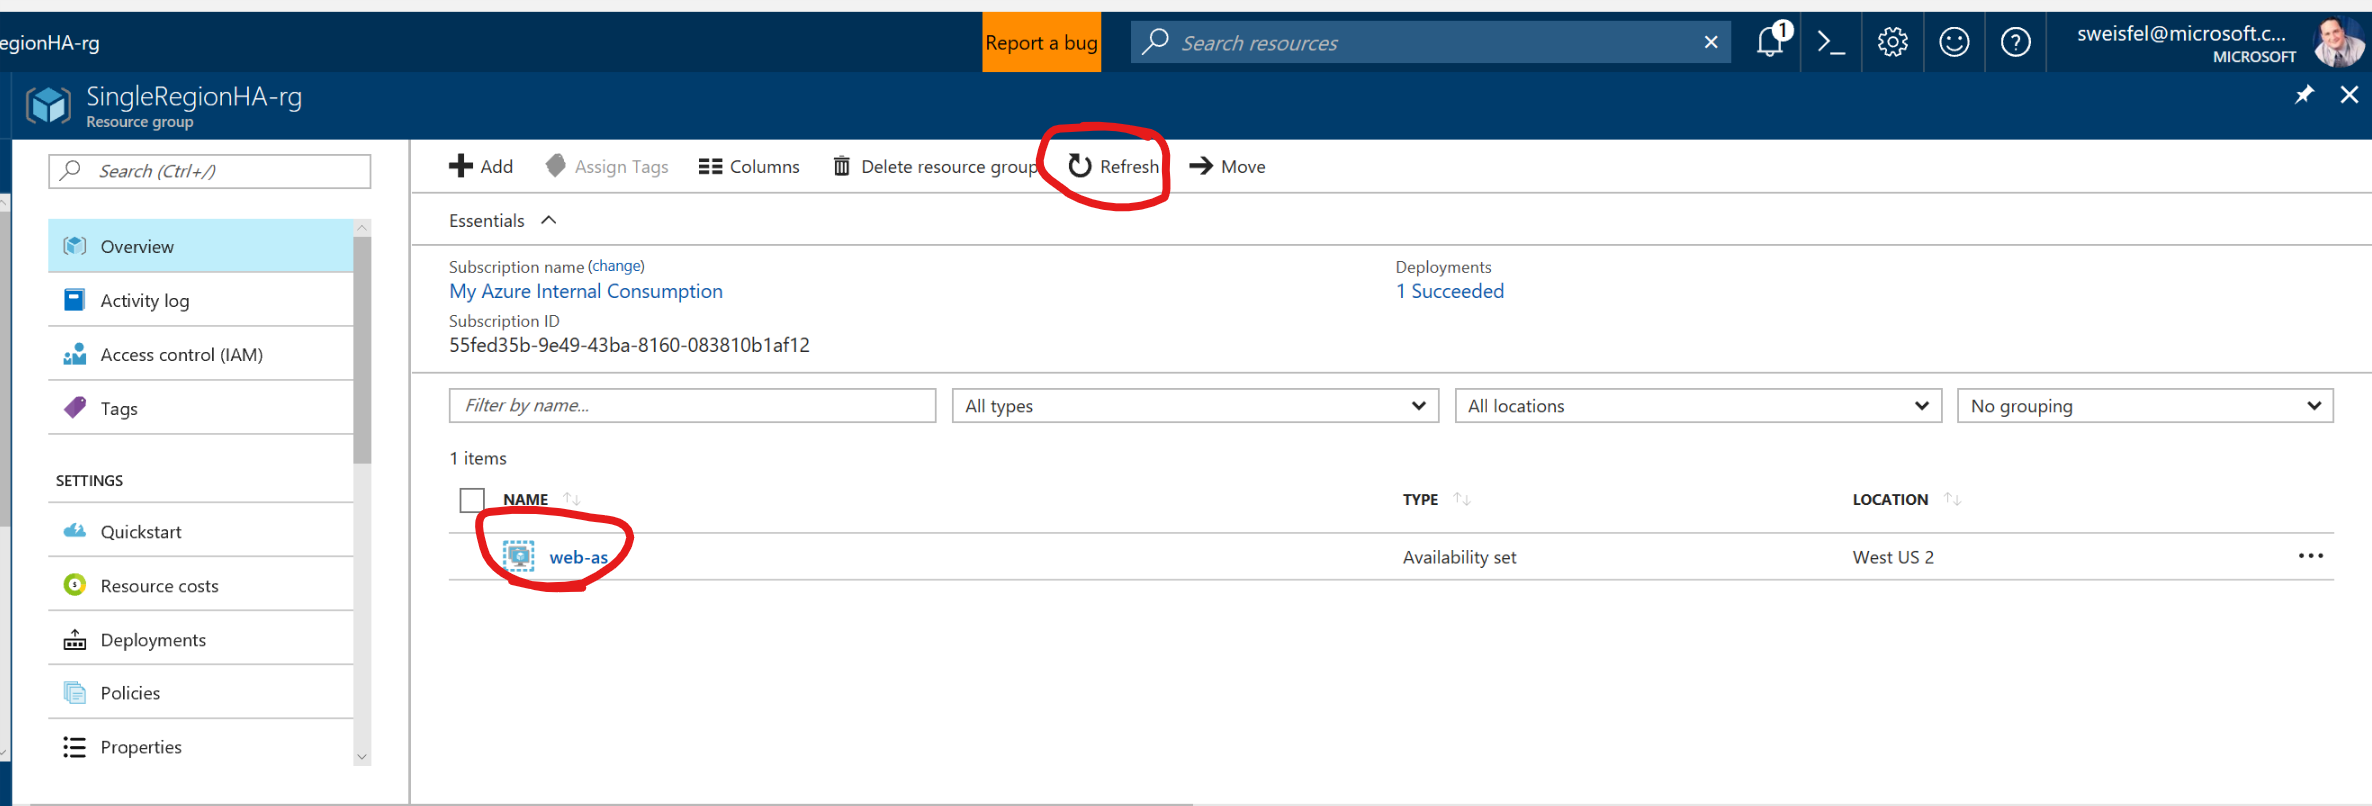 egionHA-rg
Report a bug
Search resources
1
sweisfel@microsoft.c...
MICROSOFT
SingleRegionHA-rg
Resource group
Search (Ctrl+/)
Add Assign Tags Columns Delete resource group Refresh Move
Essentials
Overview
Activity log
Access control (IAM)
Tags
SETTINGS
Quickstart
Resource costs
Deployments
Policies
Properties
Subscription name (change)
My Azure Internal Consumption
Subscription ID
55fed35b-9e49-43ba-8160-083810b1af12
Deployments
1 Succeeded
Filter by name... All types All locations No grouping
1 items
NAME TYPE LOCATION
web-as Availability set West US 2